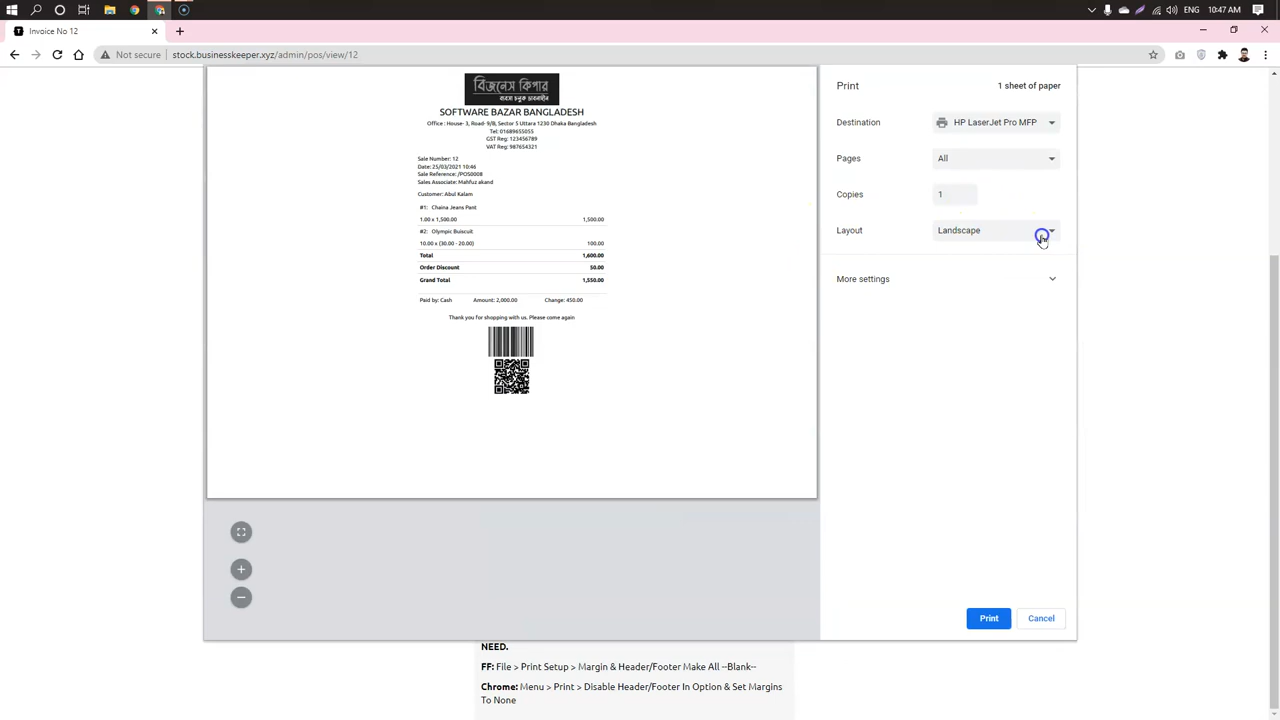 ENG 10:47 AM
Invoice No 12
Not secure stock.businesskeeper.xyz/admin/pos/view/12
বিজনেস কিপার
ব্যবসা চলুক ভাবনাহীন
SOFTWARE BAZAR BANGLADESH
Office : House- 3, Road- 9/B, Sector 5 Uttara 1230 Dhaka Bangladesh
Tel: 01689655055
GST Reg: 123456789
VAT Reg: 987654321
Sale Number: 12
Date: 25/03/2021 10:46
Sale Reference: /POS0008
Sales Associate: Mahfuz akand
Customer: Abul Kalam
#1: Chaina Jeans Pant
1.00 x 1,500.00 1,500.00
#2: Olympic Buiscuit
10.00 x (30.00 - 20.00) 100.00
Total 1,600.00
Order Discount 50.00
Grand Total 1,550.00
Paid by: Cash Amount: 2,000.00 Change: 450.00
Thank you for shopping with us. Please come again
Print 1 sheet of paper
Destination HP LaserJet Pro MFP
Pages All
Copies 1
Layout Landscape
More settings
Print Cancel
NEED.
FF: File > Print Setup > Margin & Header/Footer Make All --Blank--
Chrome: Menu > Print > Disable Header/Footer In Option & Set Margins
To None